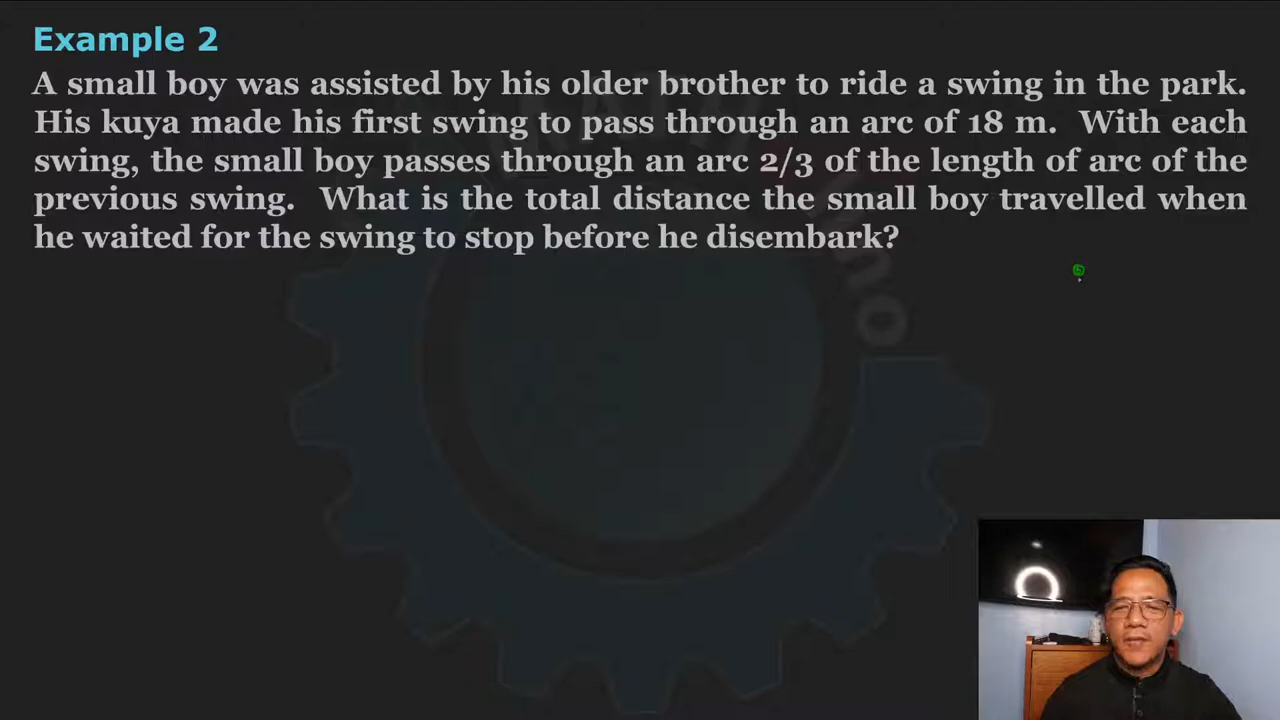 Example 2
A small boy was assisted by his older brother to ride a swing in the park.
His kuya made his first swing to pass through an arc of 18 m. With each
swing, the small boy passes through an arc 2/3 of the length of arc of the
previous swing. What is the total distance the small boy travelled when
he waited for the swing to stop before he disembark?